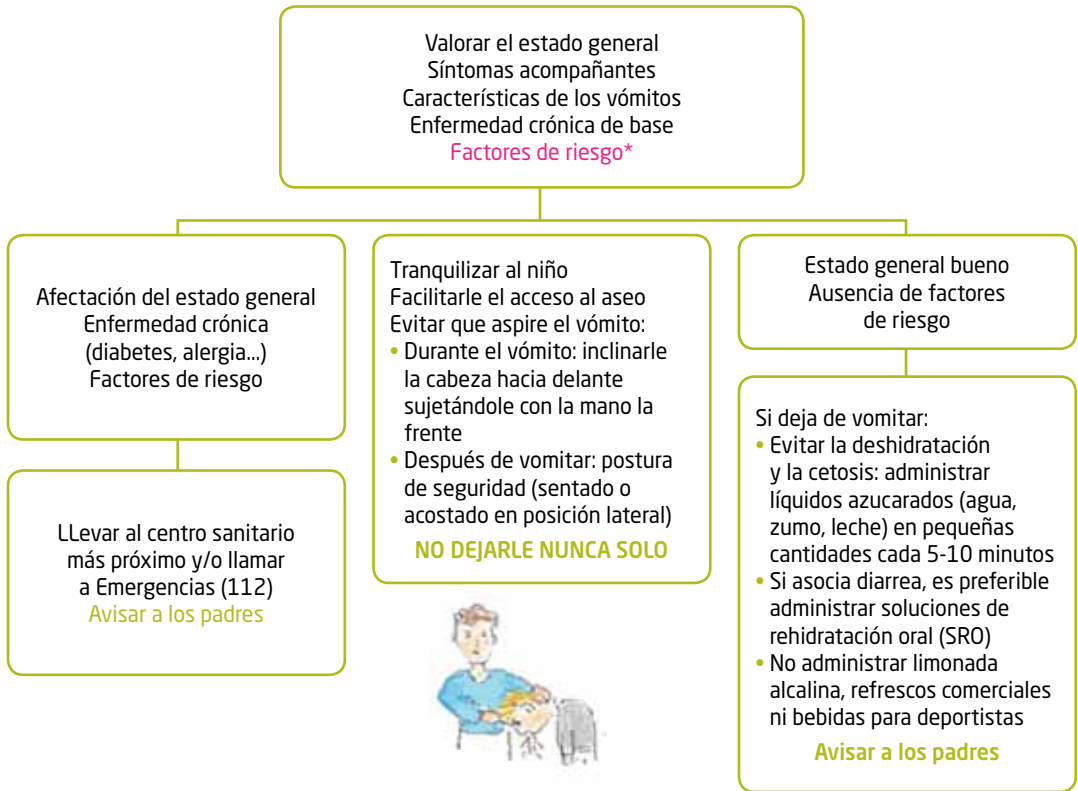 Valorar el estado general
Síntomas acompañantes
Características de los vómitos
Enfermedad crónica de base
Factores de riesgo*
Afectación del estado general
Enfermedad crónica
(diabetes, alergia...)
Factores de riesgo
LLevar al centro sanitario
más próximo y/o llamar
a Emergencias (112)
Avisar a los padres
Tranquilizar al niño
Facilitarle el acceso al aseo
Evitar que aspire el vómito:
• Durante el vómito: inclinarle
la cabeza hacia delante
sujetándole con la mano la
frente
• Después de vomitar: postura
de seguridad (sentado o
acostado en posición lateral)
NO DEJARLE NUNCA SOLO
Estado general bueno
Ausencia de factores
de riesgo
Si deja de vomitar:
• Evitar la deshidratación
y la cetosis: administrar
líquidos azucarados (agua,
zumo, leche) en pequeñas
cantidades cada 5-10 minutos
• Si asocia diarrea, es preferible
administrar soluciones de
rehidratación oral (SRO)
• No administrar limonada
alcalina, refrescos comerciales
ni bebidas para deportistas
Avisar a los padres